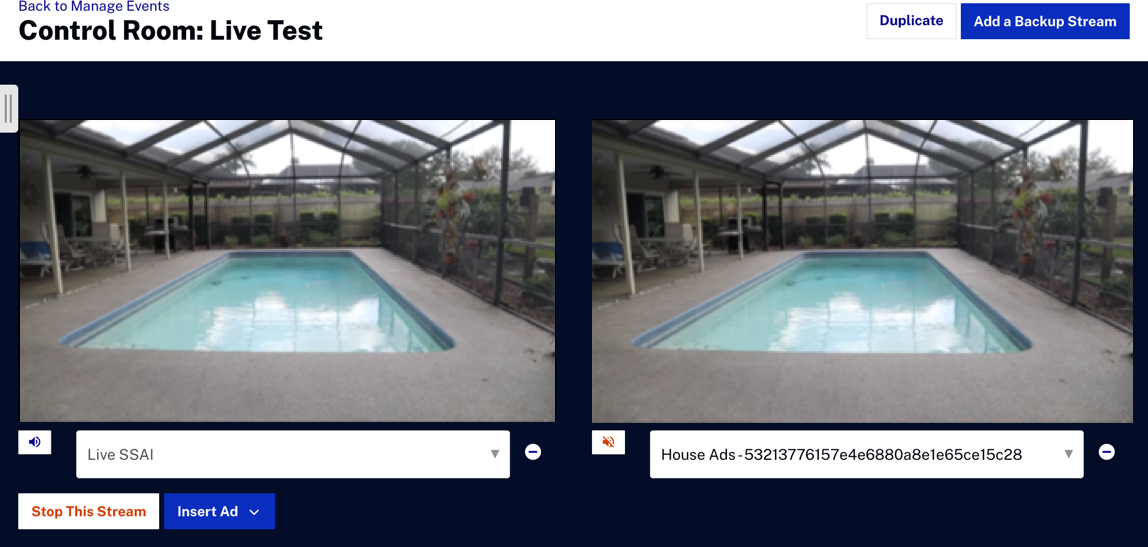 Back to Manage Events
Control Room: Live Test
Duplicate
Add a Backup Stream
Live SSAI
House Ads - 53213776157e4e6880a8e1e65ce15c28
Stop This Stream
Insert Ad